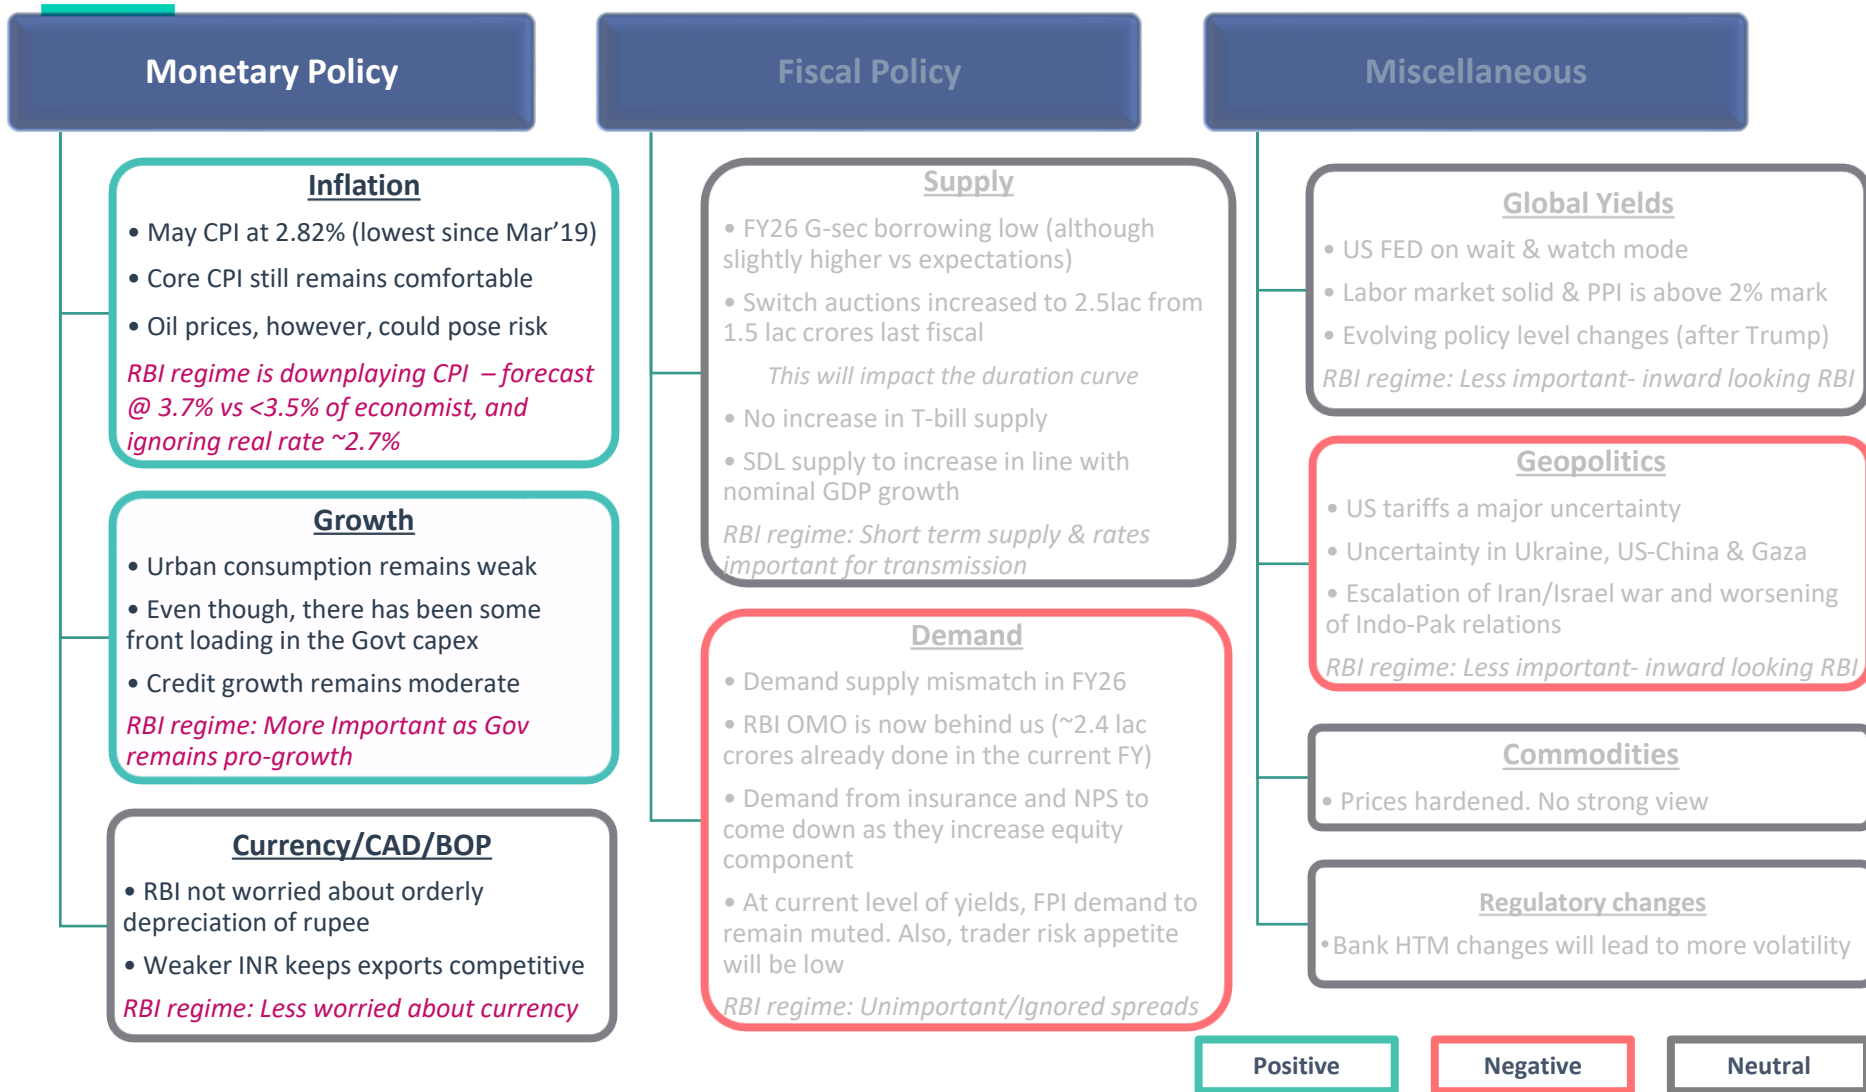 Monetary Policy
Inflation
• May CPI at 2.82% (lowest since Mar’19)
• Core CPI still remains comfortable
• Oil prices, however, could pose risk
RBI regime is downplaying CPI – forecast
@ 3.7% vs <3.5% of economist, and
ignoring real rate ~2.7%
Growth
• Urban consumption remains weak
• Even though, there has been some
front loading in the Govt capex
• Credit growth remains moderate
RBI regime: More Important as Gov
remains pro-growth
Currency/CAD/BOP
• RBI not worried about orderly
depreciation of rupee
• Weaker INR keeps exports competitive
RBI regime: Less worried about currency
Fiscal Policy
Supply
• FY26 G-sec borrowing low (although
slightly higher vs expectations)
• Switch auctions increased to 2.5lac from
1.5 lac crores last fiscal
This will impact the duration curve
• No increase in T-bill supply
• SDL supply to increase in line with
nominal GDP growth
RBI regime: Short term supply & rates
important for transmission
Demand
• Demand supply mismatch in FY26
• RBI OMO is now behind us (~2.4 lac
crores already done in the current FY)
• Demand from insurance and NPS to
come down as they increase equity
component
• At current level of yields, FPI demand to
remain muted. Also, trader risk appetite
will be low
RBI regime: Unimportant/Ignored spreads
Miscellaneous
Global Yields
• US FED on wait & watch mode
• Labor market solid & PPI is above 2% mark
• Evolving policy level changes (after Trump)
RBI regime: Less important- inward looking RBI
Geopolitics
• US tariffs a major uncertainty
• Uncertainty in Ukraine, US-China & Gaza
• Escalation of Iran/Israel war and worsening
of Indo-Pak relations
RBI regime: Less important- inward looking RBI
Commodities
• Prices hardened. No strong view
Regulatory changes
• Bank HTM changes will lead to more volatility
Positive
Negative
Neutral